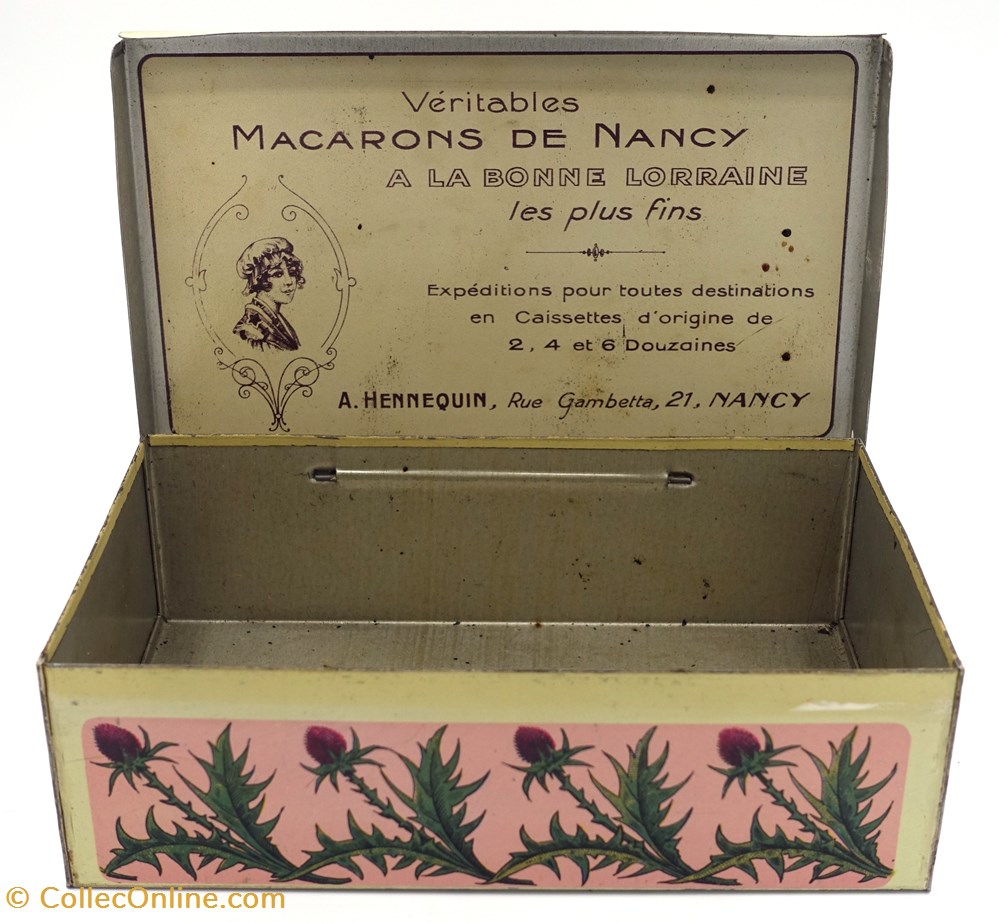 Véritables
MACARONS DE NANCY
A LA BONNE LORRAINE
les plus fins
Expéditions pour toutes destinations
en Caissettes d'origine de
2, 4 et 6 Douzaines
A. HENNEQUIN, Rue Gambetta, 21, NANCY
© CollecOnline.com